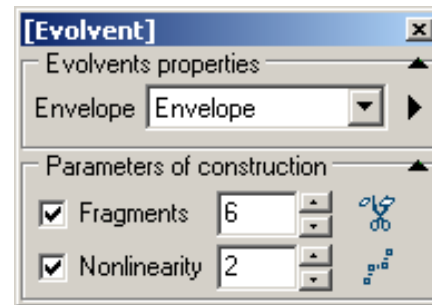 [Evolvent]
Evolvents properties
Envelope Envelope
Parameters of construction
Fragments 6
Nonlinearity 2